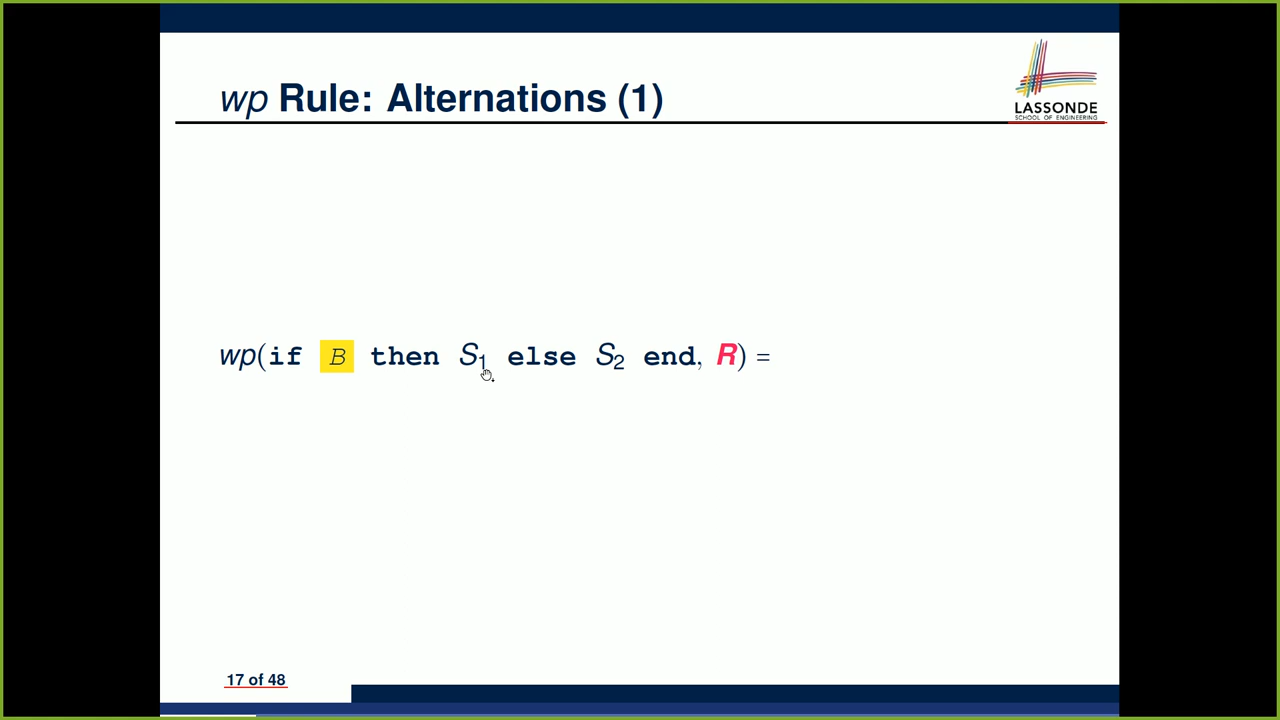 wp Rule: Alternations (1)
LASSONDE
SCHOOL OF ENGINEERING
wp(if B then S₁ else S₂ end, R) =
17 of 48